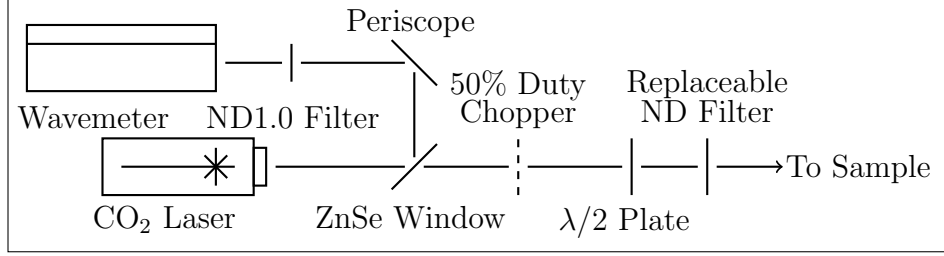 Periscope
50% Duty
Chopper
Replaceable
ND Filter
Wavemeter
ND1.0 Filter
To Sample
CO₂ Laser
ZnSe Window
λ/2 Plate